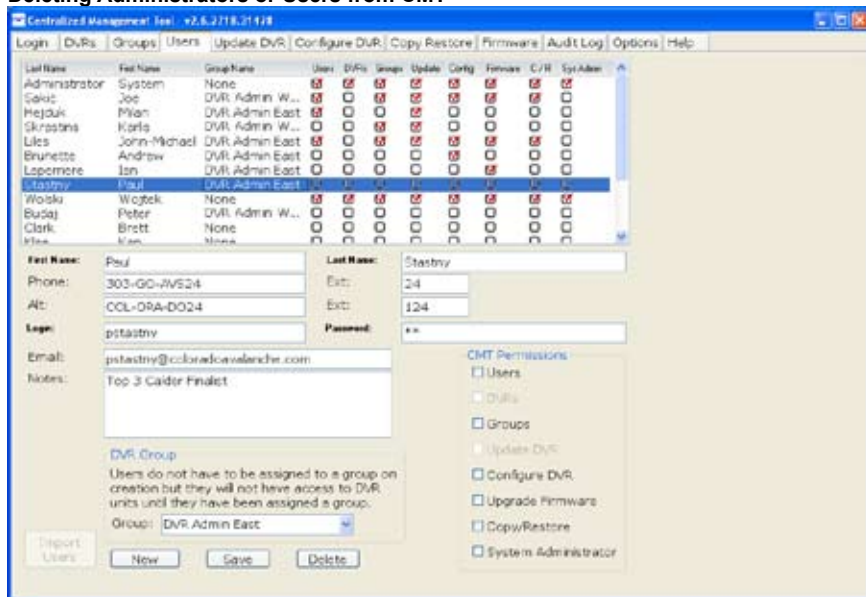 Deleting Administrators or Users from CMT
Centralized Management Tool - v2.6.2718.31428
Login DVRs Groups Users Update DVR Configure DVR Copy Restore Firmware Audit Log Options Help
Last Name First Name Group Name Users DVRs Groups Update Config Firmware C/R Sys Admin
Administrator System None
Sakic Joe DVR Admin W...
Hejduk Milan DVR Admin East
Skrastins Karlis DVR Admin W...
Liles John-Michael DVR Admin East
Brunette Andrew DVR Admin East
Laperriere Ian DVR Admin East
Stastny Paul DVR Admin East
Wolski Wojtek None
Budaj Peter DVR Admin W...
Clark Brett None
Klee Ken None
First Name: Paul Last Name: Stastny
Phone: 303-GO-AVS24 Ext: 24
Alt: COL-ORA-DO24 Ext: 124
Login: pstastny Password: **
Email: pstastny@coloradoavalanche.com
Notes: Top 3 Calder Finalist
CMT Permissions
Users
DVRs
Groups
Update DVR
Configure DVR
Upgrade Firmware
Copy/Restore
System Administrator
DVR Group
Users do not have to be assigned to a group on
creation but they will not have access to DVR
units until they have been assigned a group.
Group: DVR Admin East
Import
Users
New Save Delete